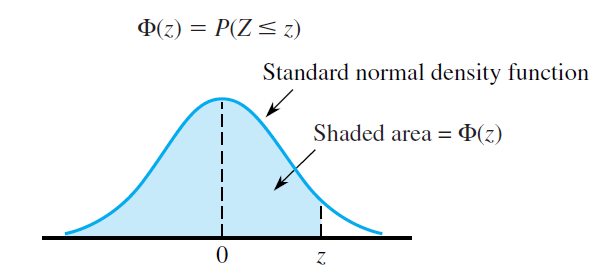 Φ(z) = P(Z ≤ z)
Standard normal density function
Shaded area = Φ(z)
0
z